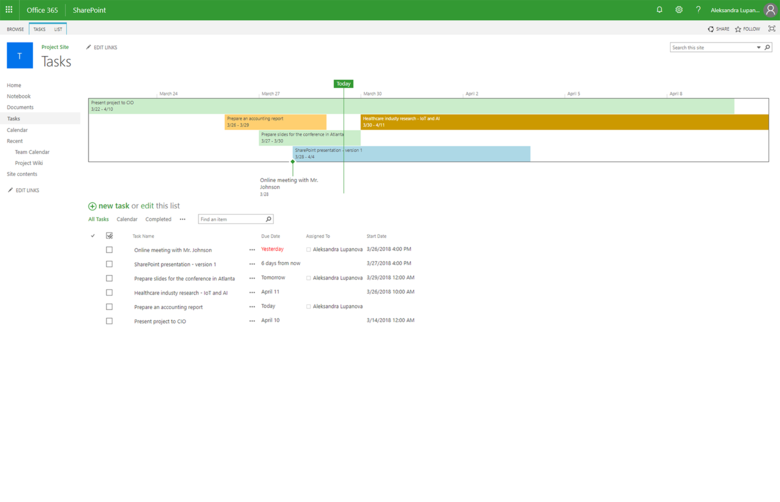 Office 365 SharePoint Aleksandra Lupan...
BROWSE TASKS LIST SHARE FOLLOW
T
Project Site EDIT LINKS
Tasks
Search this site
Home
Notebook
Documents
Tasks
Calendar
Recent
Team Calendar
Project Wiki
Site contents
EDIT LINKS
Today
March 24 March 27 March 30 April 2 April 5 April 8
Present project to CIO
3/22 - 4/10
Prepare an accounting report
3/26 - 3/29
Healthcare industy research - IoT and AI
3/30 - 4/11
Prepare slides for the conference in Atlanta
3/27 - 3/30
SharePoint presentation - version 1
3/28 - 4/4
Online meeting with Mr.
Johnson
3/28
new task or edit this list
All Tasks Calendar Completed ••• Find an item
Task Name Due Date Assigned To Start Date
Online meeting with Mr. Johnson ••• Yesterday Aleksandra Lupanova 3/26/2018 4:00 PM
SharePoint presentation - version 1 ••• 6 days from now 3/27/2018 4:00 PM
Prepare slides for the conference in Atlanta ••• Tomorrow Aleksandra Lupanova 3/29/2018 12:00 AM
Healthcare industy research - IoT and AI ••• April 11 3/26/2018 10:00 AM
Prepare an accounting report ••• Today Aleksandra Lupanova
Present project to CIO ••• April 10 3/14/2018 12:00 AM